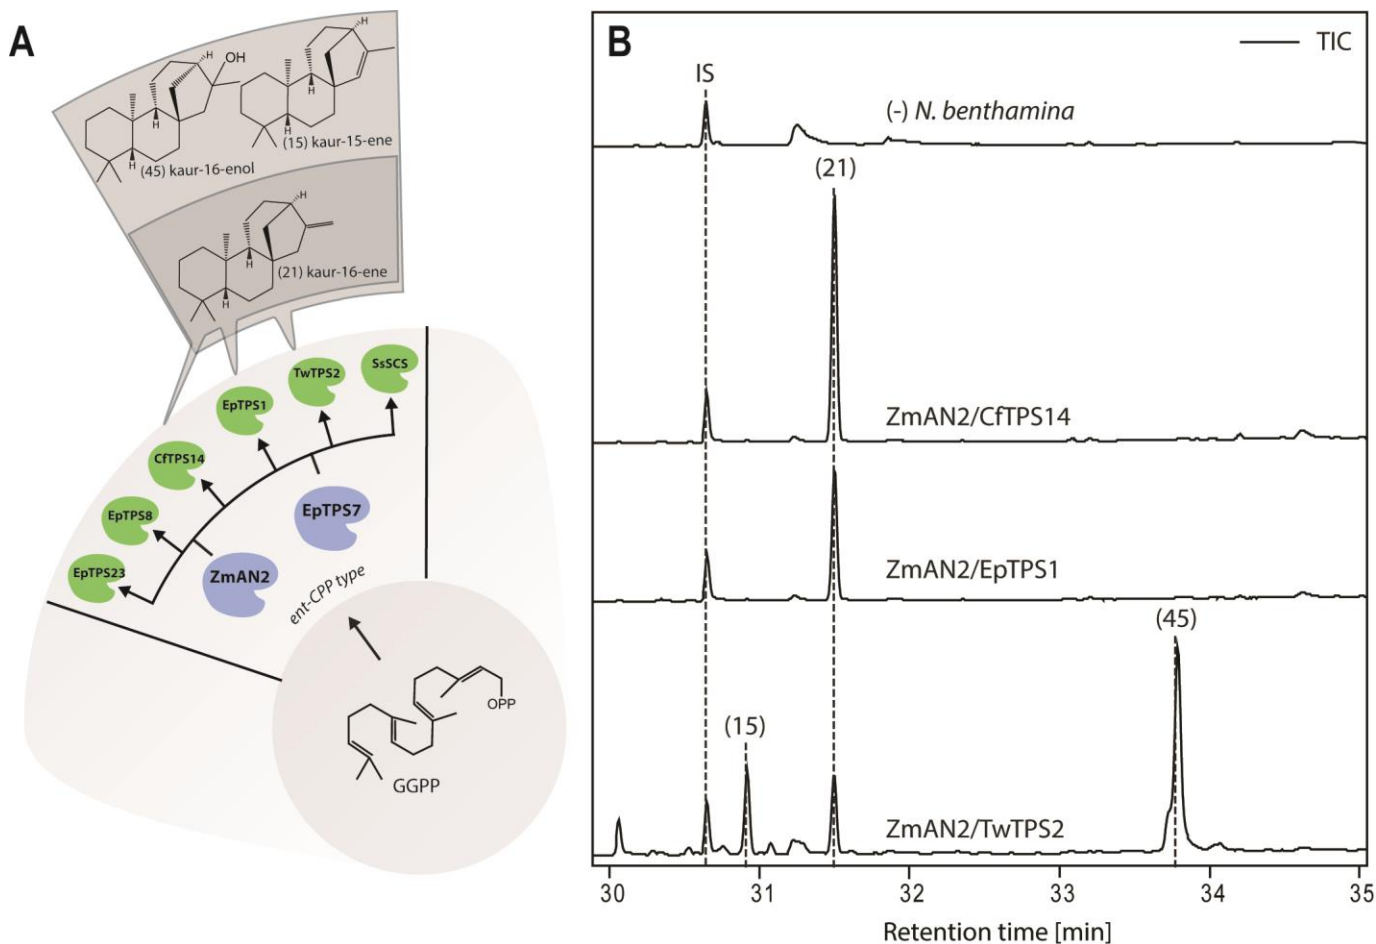 A
H
OH
H
H
(45) kaur-16-enol
H
H
H
(15) kaur-15-ene
H
H
H
(21) kaur-16-ene
SsSCS
TwTPS2
EpTPS1
CfTPS14
EpTPS8
EpTPS23
EpTPS7
ZmAN2
ent-CPP type
OPP
GGPP
B
TIC
IS
(-) N. benthamina
(21)
ZmAN2/CfTPS14
ZmAN2/EpTPS1
(45)
(15)
ZmAN2/TwTPS2
30 31 32 33 34 35
Retention time [min]